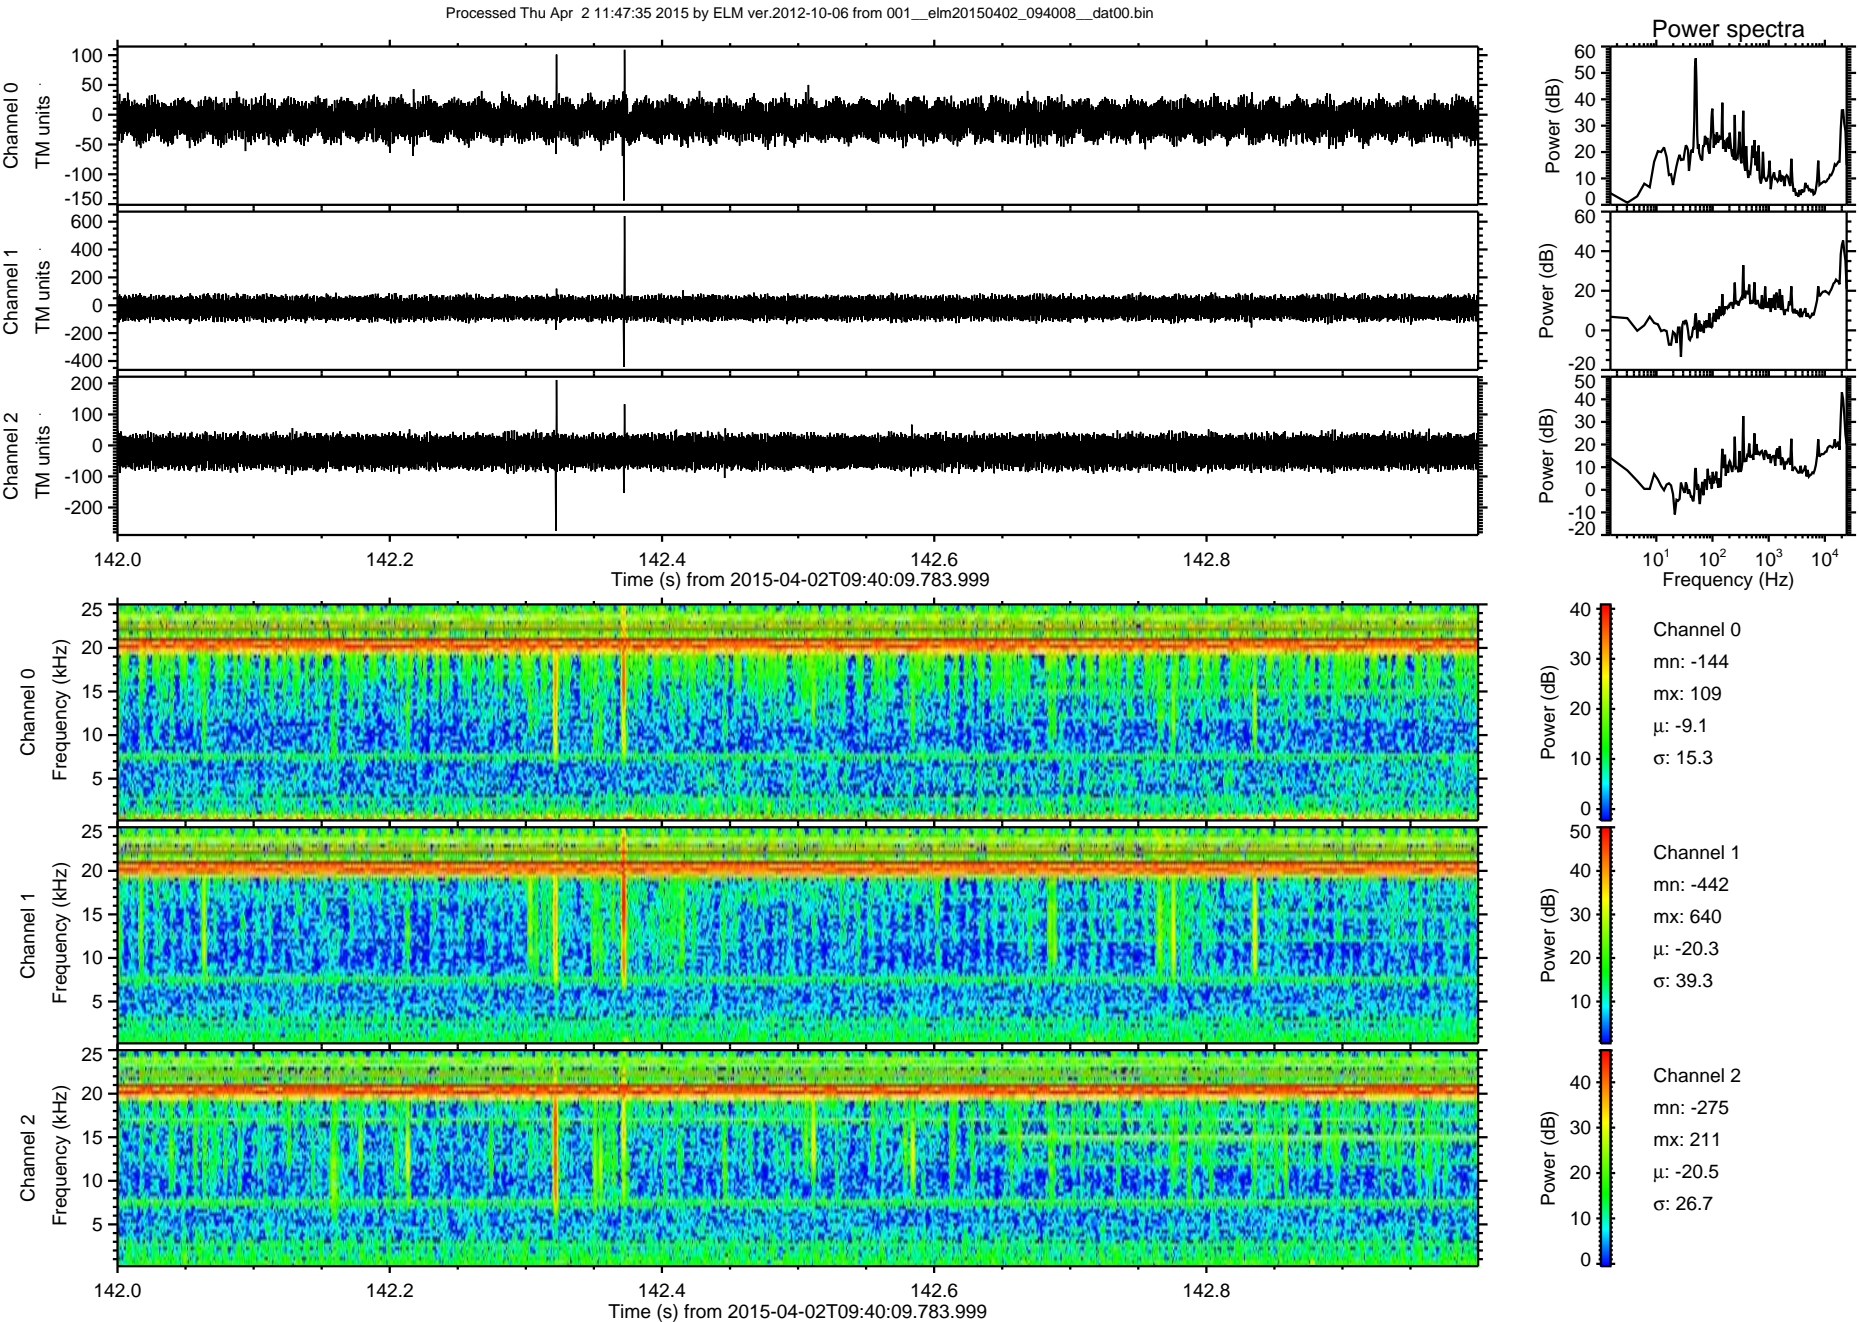 Processed Thu Apr  2 11:47:35 2015 by ELM ver.2012-10-06 from 001__elm20150402_094008__dat00.bin
Power spectra
Channel 0
TM units
100
50
0
-50
-100
-150
Power (dB)
60
50
40
30
20
10
0
Channel 1
TM units
600
400
200
0
-200
-400
Power (dB)
60
40
20
0
-20
Channel 2
TM units
200
100
0
-100
-200
Power (dB)
50
40
30
20
10
0
-10
-20
142.0 142.2 142.4 142.6 142.8
Time (s) from 2015-04-02T09:40:09.783.999
10¹ 10² 10³ 10⁴
Frequency (Hz)
Channel 0
Frequency (kHz)
25
20
15
10
5
Power (dB)
40
30
20
10
0
Channel 0
mn: -144
mx: 109
μ: -9.1
σ: 15.3
Channel 1
Frequency (kHz)
25
20
15
10
5
Power (dB)
50
40
30
20
10
Channel 1
mn: -442
mx: 640
μ: -20.3
σ: 39.3
Channel 2
Frequency (kHz)
25
20
15
10
5
Power (dB)
40
30
20
10
0
Channel 2
mn: -275
mx: 211
μ: -20.5
σ: 26.7
142.0 142.2 142.4 142.6 142.8
Time (s) from 2015-04-02T09:40:09.783.999